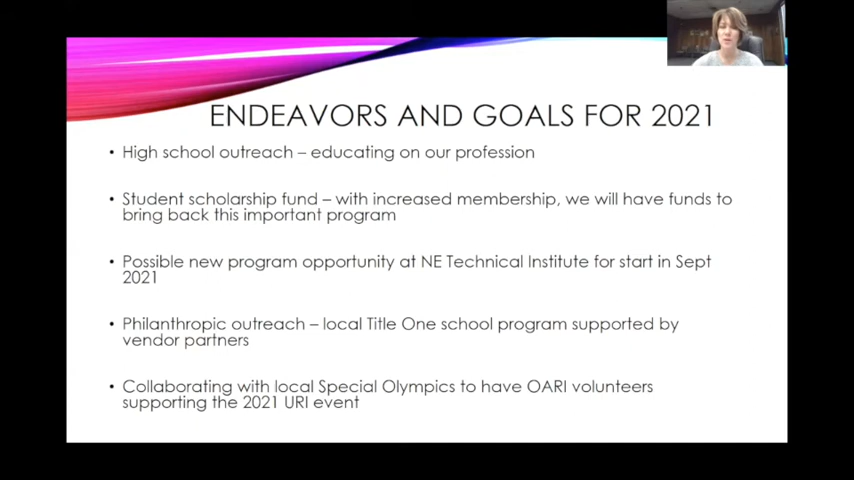 ENDEAVORS AND GOALS FOR 2021
• High school outreach – educating on our profession
• Student scholarship fund – with increased membership, we will have funds to
bring back this important program
• Possible new program opportunity at NE Technical Institute for start in Sept
2021
• Philanthropic outreach – local Title One school program supported by
vendor partners
• Collaborating with local Special Olympics to have OARI volunteers
supporting the 2021 URI event